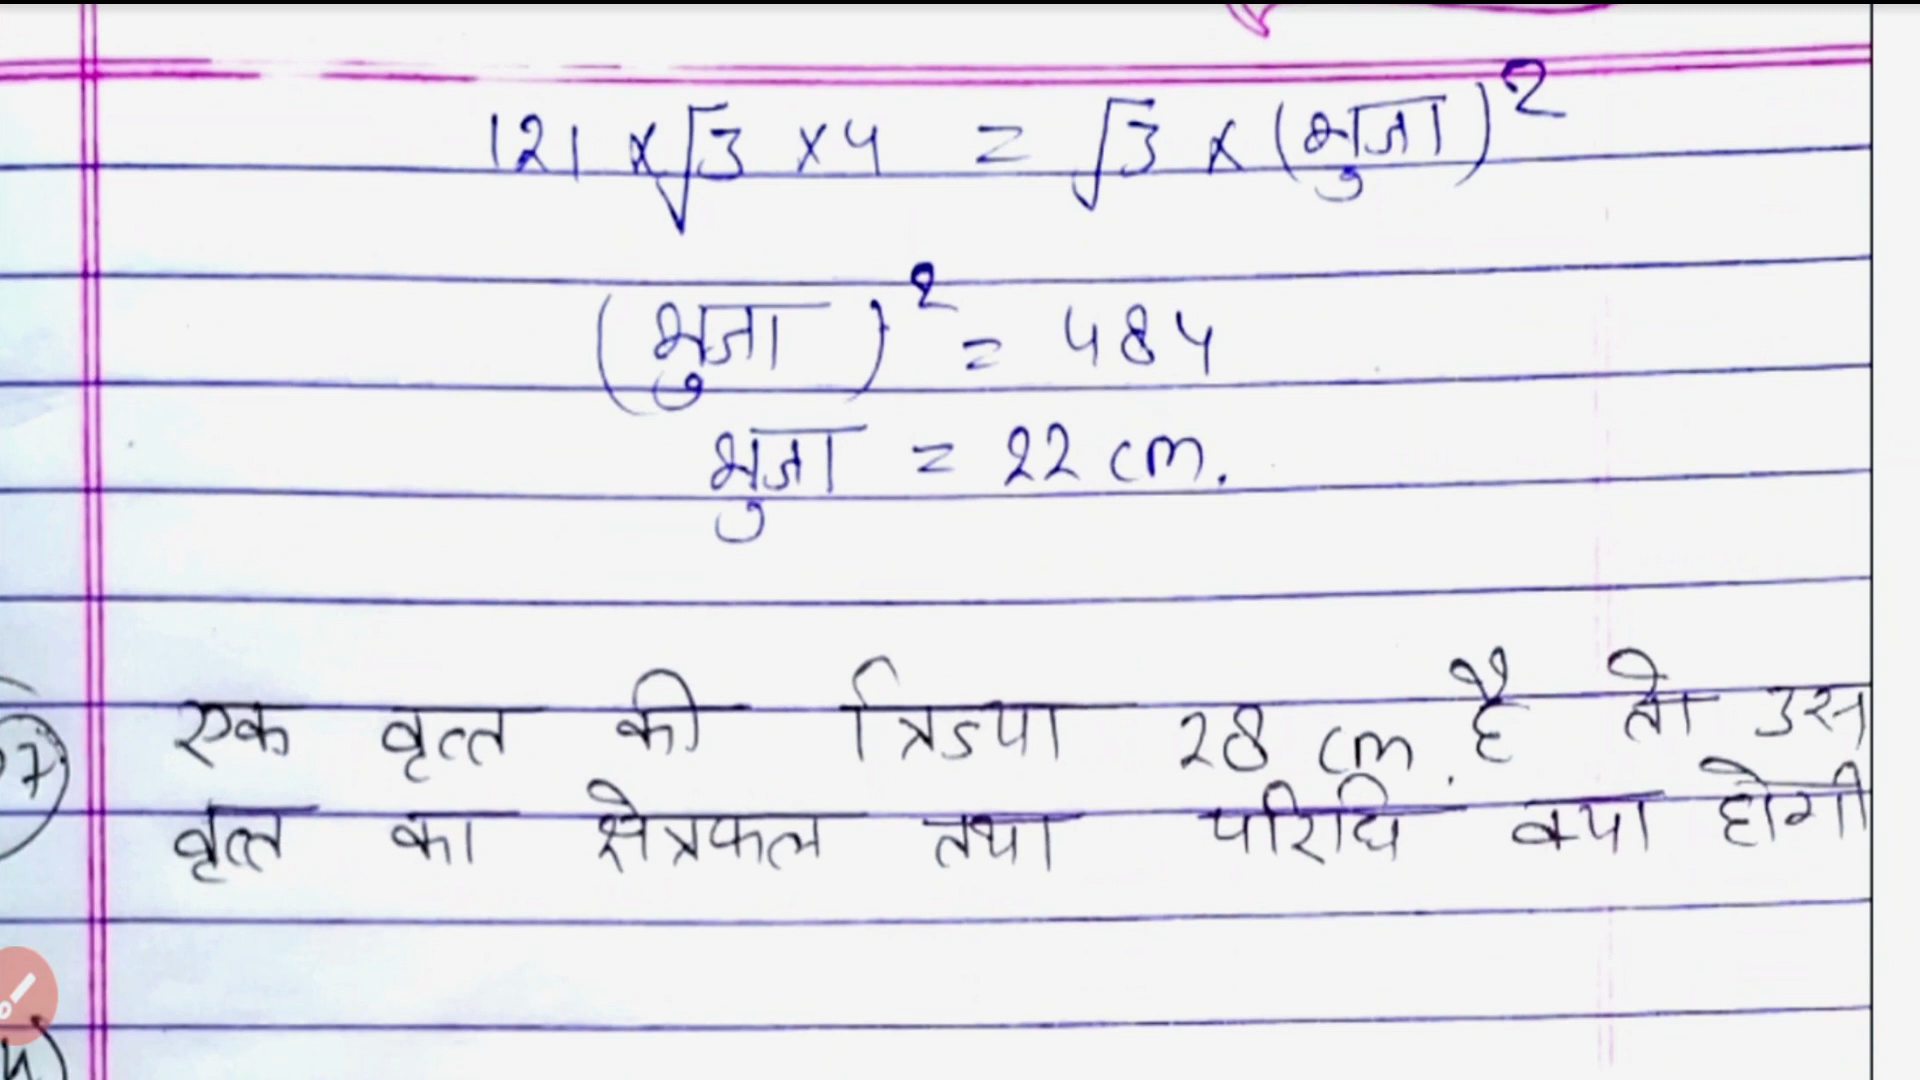 121 × √3 × 4 = √3 × (भुजा)²
(भुजा)² = 484
भुजा = 22 cm.
7 एक वृत्त की त्रिज्या 28 cm. है तो उस
वृत्त का क्षेत्रफल तथा परिधि क्या होगी